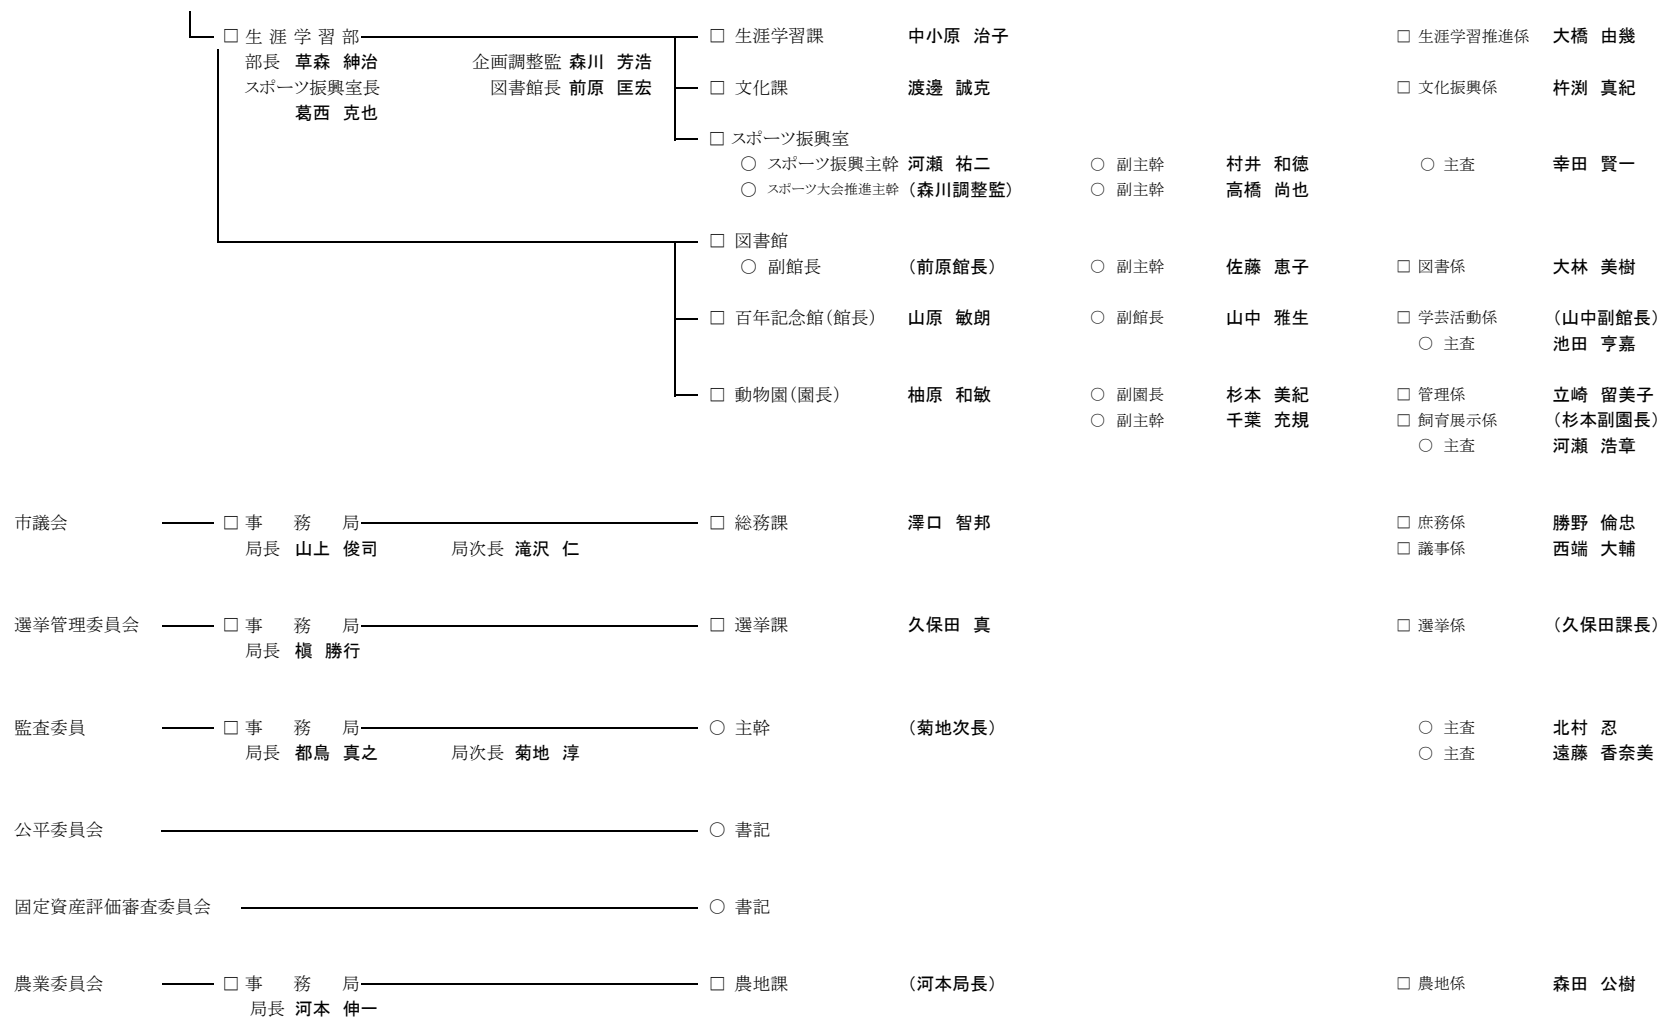 □ 生 涯 学 習 部 □ 生涯学習課 中小原 治子 □ 生涯学習推進係 大橋 由幾
部長 草森 紳治 企画調整監 森川 芳浩
スポーツ振興室長 図書館長 前原 匡宏 □ 文化課 渡邊 誠克 □ 文化振興係 杵渕 真紀
葛西 克也
□ スポーツ振興室
○ スポーツ振興主幹 河瀬 祐二 ○ 副主幹 村井 和徳 ○ 主査 幸田 賢一
○ スポーツ大会推進主幹 (森川調整監) ○ 副主幹 高橋 尚也
□ 図書館
○ 副館長 (前原館長) ○ 副主幹 佐藤 恵子 □ 図書係 大林 美樹
□ 百年記念館(館長) 山原 敏朗 ○ 副館長 山中 雅生 □ 学芸活動係 (山中副館長)
○ 主査 池田 亨嘉
□ 動物園(園長) 柚原 和敏 ○ 副園長 杉本 美紀 □ 管理係 立崎 留美子
○ 副主幹 千葉 充規 □ 飼育展示係 (杉本副園長)
○ 主査 河瀬 浩章
市議会 □ 事 務 局 □ 総務課 澤口 智邦 □ 庶務係 勝野 倫忠
局長 山上 俊司 局次長 滝沢 仁 □ 議事係 西端 大輔
選挙管理委員会 □ 事 務 局 □ 選挙課 久保田 真 □ 選挙係 (久保田課長)
局長 槇 勝行
監査委員 □ 事 務 局 ○ 主幹 (菊地次長) ○ 主査 北村 忍
局長 都鳥 真之 局次長 菊地 淳 ○ 主査 遠藤 香奈美
公平委員会 ○ 書記
固定資産評価審査委員会 ○ 書記
農業委員会 □ 事 務 局 □ 農地課 (河本局長) □ 農地係 森田 公樹
局長 河本 伸一